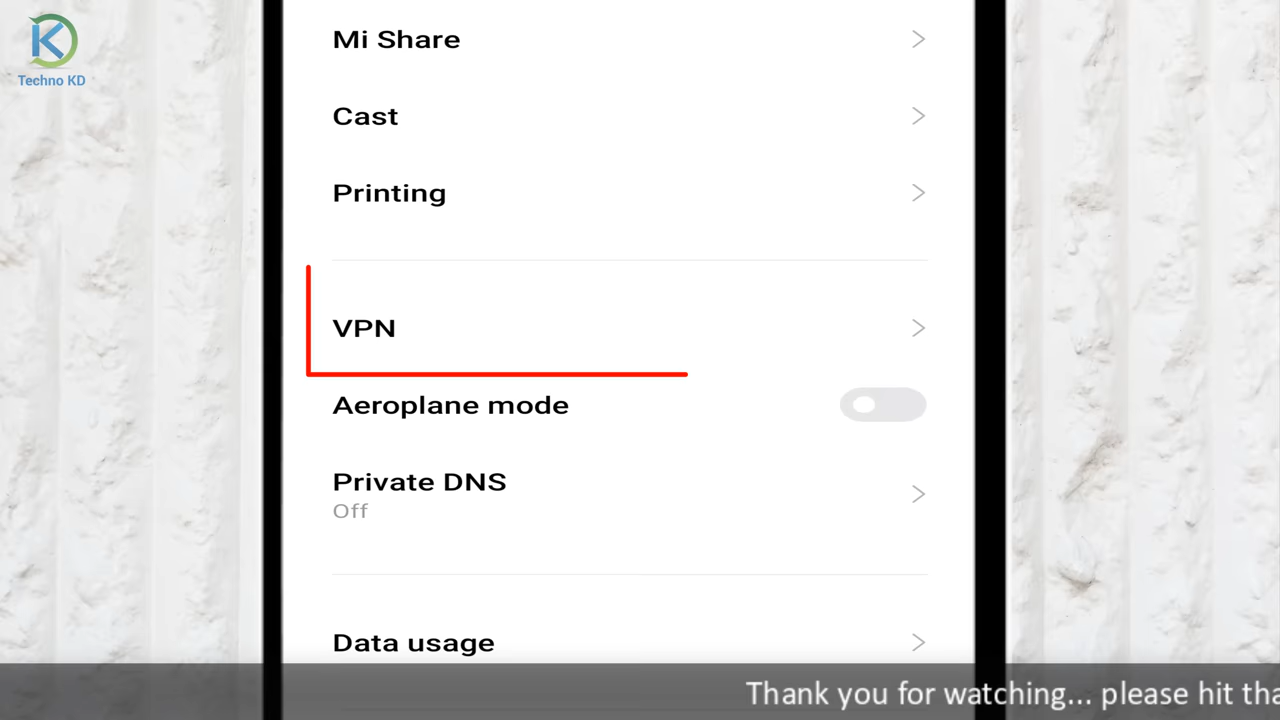 Techno KD
Mi Share
Cast
Printing
VPN
Aeroplane mode
Private DNS
Off
Data usage
Thank you for watching... please hit